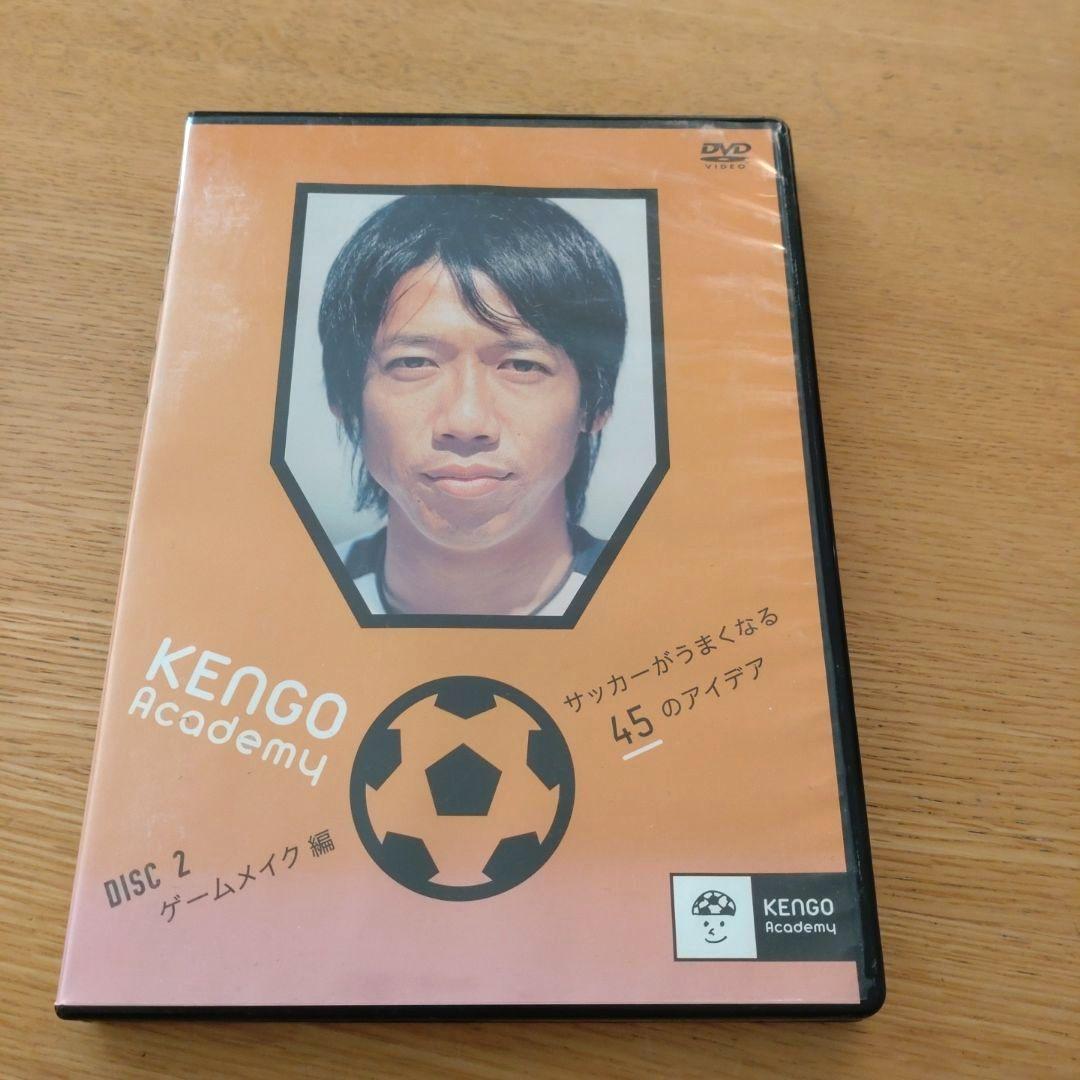 DVD
VIDEO
KENGO
Academy
サッカーがうまくなる
45のアイデア
DISC 2
ゲームメイク編
KENGO
Academy